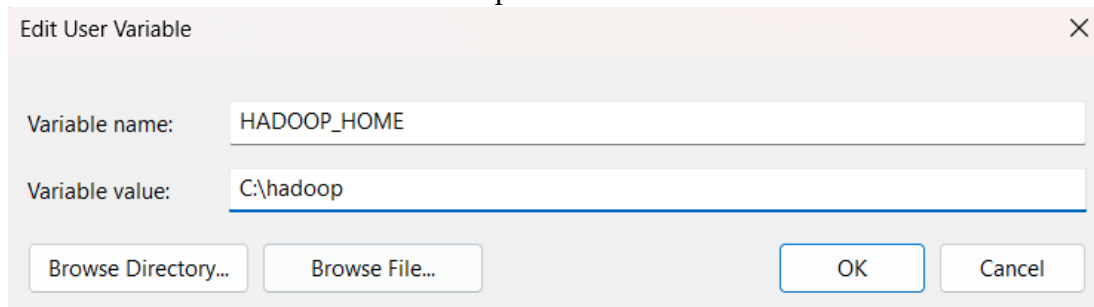 Edit User Variable
Variable name: HADOOP_HOME
Variable value: C:\hadoop
Browse Directory... Browse File... OK Cancel